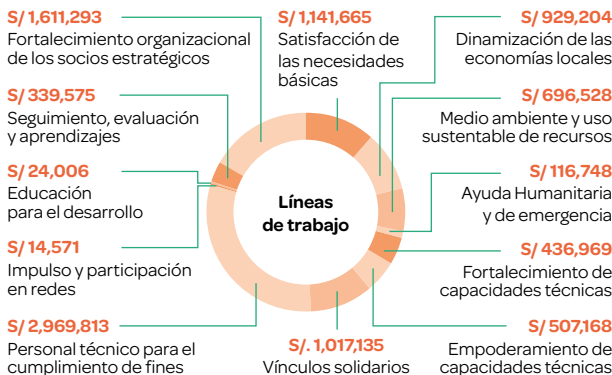 S/ 1,611,293
Fortalecimiento organizacional
de los socios estratégicos
S/ 339,575
Seguimiento, evaluación
y aprendizajes
S/ 24,006
Educación
para el desarrollo
S/ 14,571
Impulso y participación
en redes
S/ 2,969,813
Personal técnico para el
cumplimiento de fines
S/ 1,141,665
Satisfacción de
las necesidades
básicas
Líneas
de trabajo
S/. 1,017,135
Vínculos solidarios
S/ 929,204
Dinamización de las
economías locales
S/ 696,528
Medio ambiente y uso
sustentable de recursos
S/ 116,748
Ayuda Humanitaria
y de emergencia
S/ 436,969
Fortalecimiento de
capacidades técnicas
S/ 507,168
Empoderamiento de
capacidades técnicas